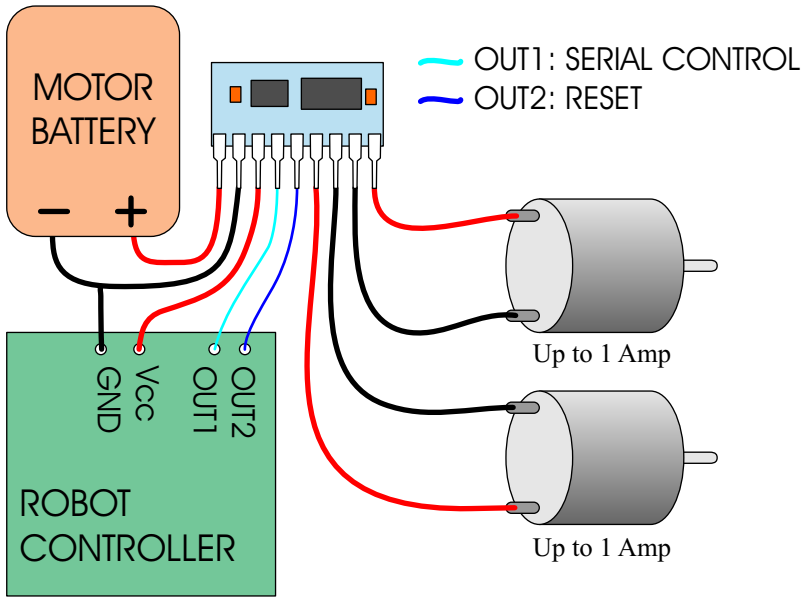 MOTOR
BATTERY
− +
OUT1: SERIAL CONTROL
OUT2: RESET
Up to 1 Amp
GND
Vcc
OUT1
OUT2
ROBOT
CONTROLLER
Up to 1 Amp